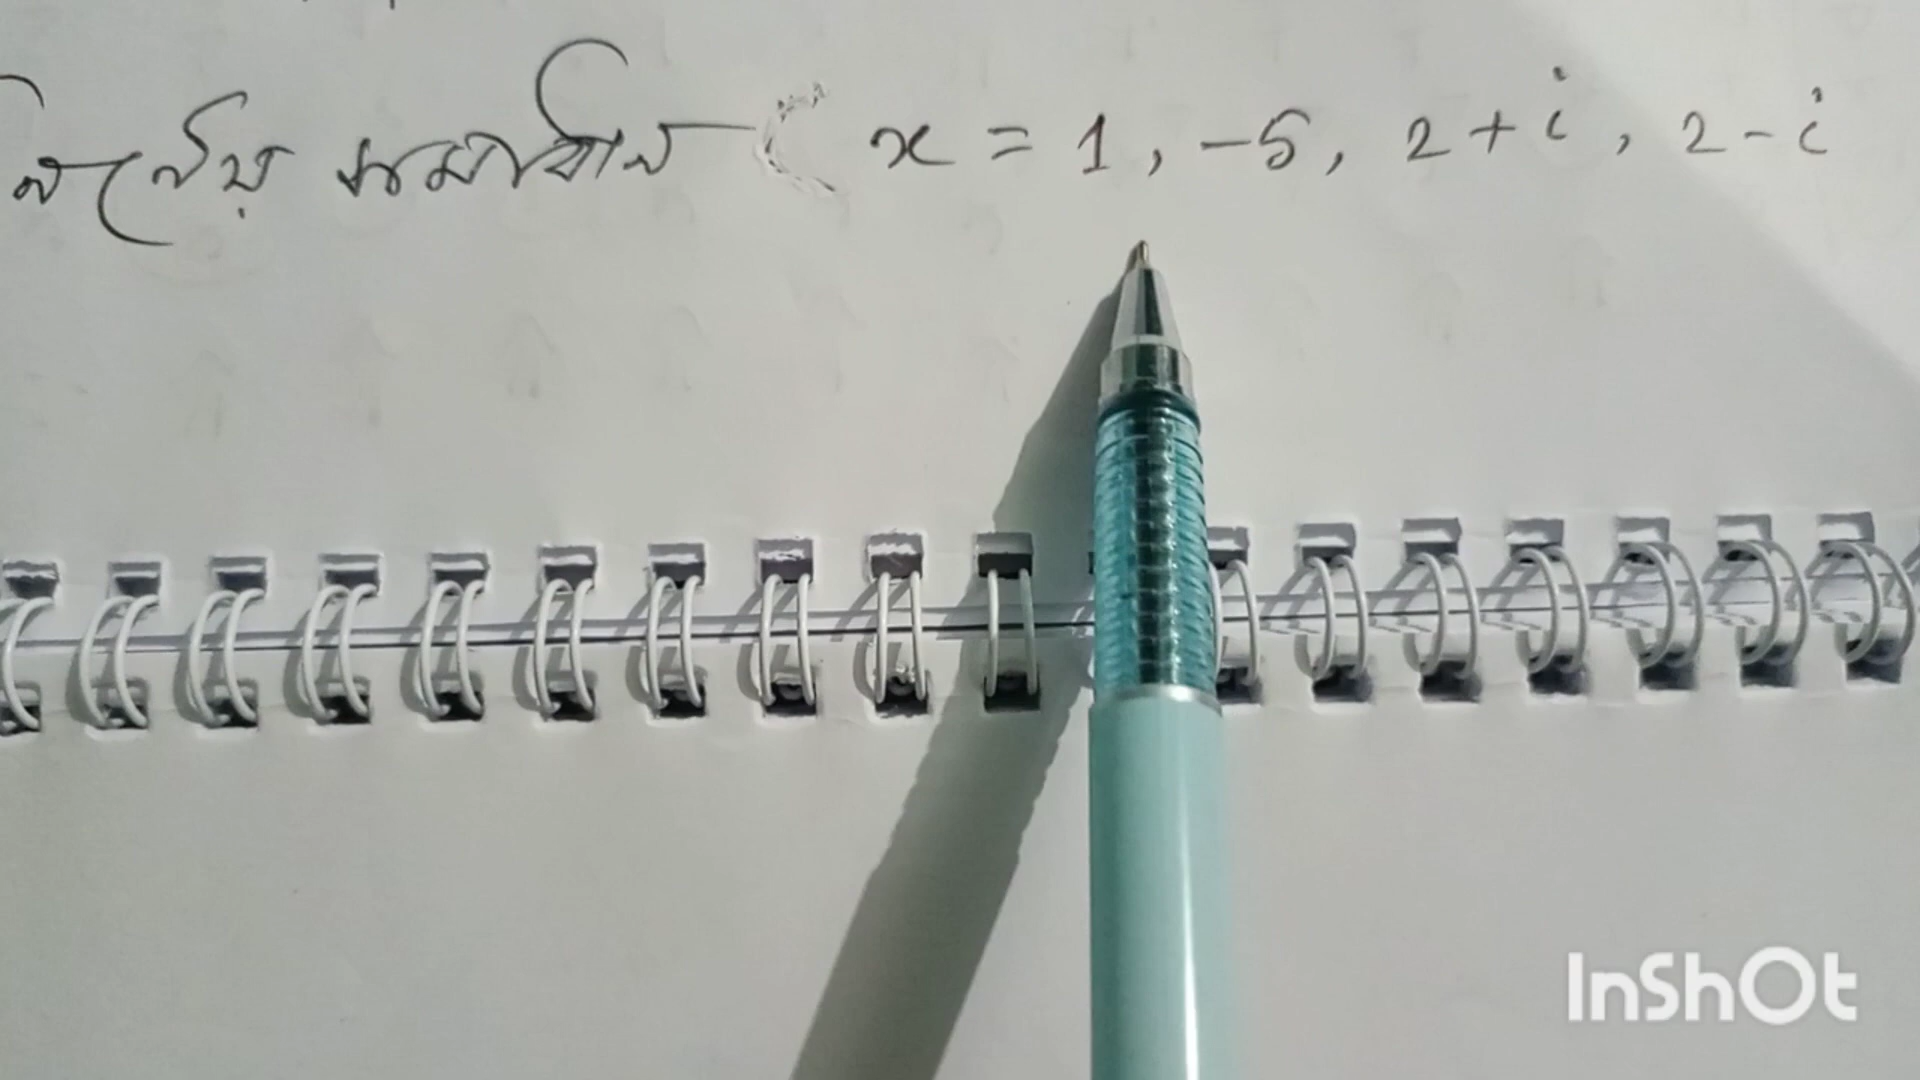 নির্ণেয় সমাধান x = 1, -5, 2+i, 2-i
InShOt